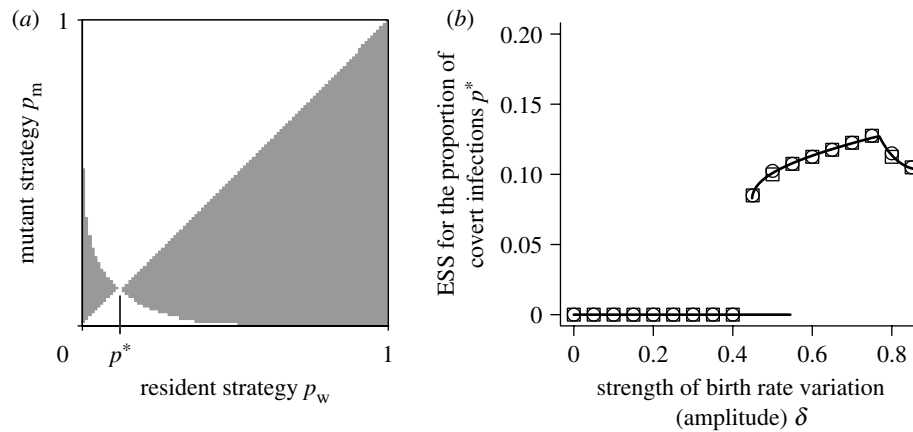 (a)
1
mutant strategy pm
0
p*
1
resident strategy pw
(b)
0.20
0.15
0.10
0.05
0
ESS for the proportion of
covert infections p*
0
0.2
0.4
0.6
0.8
strength of birth rate variation
(amplitude) δ